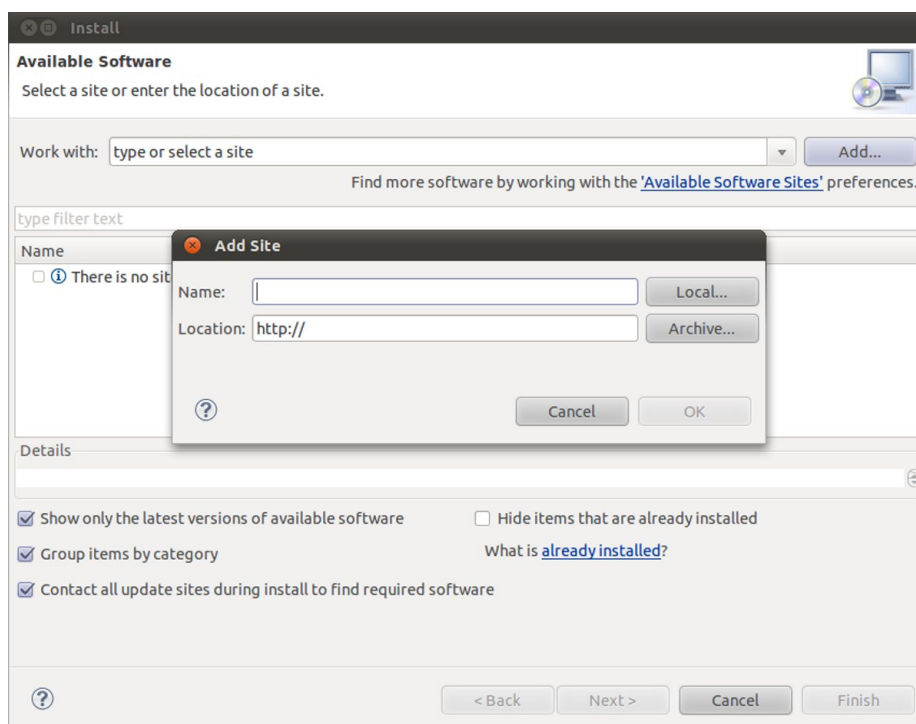 Install
Available Software
Select a site or enter the location of a site.
Work with: type or select a site Add...
Find more software by working with the 'Available Software Sites' preferences.
type filter text
Name
There is no sit
Add Site
Name: Local...
Location: http:// Archive...
Cancel OK
Details
Show only the latest versions of available software Hide items that are already installed
Group items by category What is already installed?
Contact all update sites during install to find required software
< Back Next > Cancel Finish